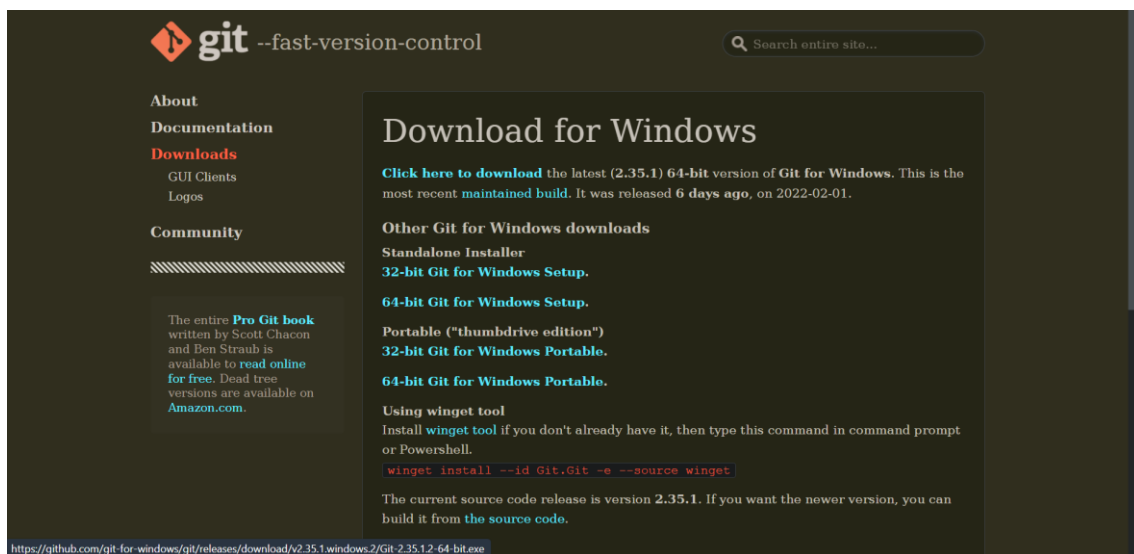 git --fast-version-control
Search entire site...
About
Documentation
Downloads
GUI Clients
Logos
Community
The entire Pro Git book
written by Scott Chacon
and Ben Straub is
available to read online
for free. Dead tree
versions are available on
Amazon.com.
Download for Windows
Click here to download the latest (2.35.1) 64-bit version of Git for Windows. This is the
most recent maintained build. It was released 6 days ago, on 2022-02-01.
Other Git for Windows downloads
Standalone Installer
32-bit Git for Windows Setup.
64-bit Git for Windows Setup.
Portable ("thumbdrive edition")
32-bit Git for Windows Portable.
64-bit Git for Windows Portable.
Using winget tool
Install winget tool if you don't already have it, then type this command in command prompt
or Powershell.
winget install --id Git.Git -e --source winget
The current source code release is version 2.35.1. If you want the newer version, you can
build it from the source code.
https://github.com/git-for-windows/git/releases/download/v2.35.1.windows.2/Git-2.35.1.2-64-bit.exe